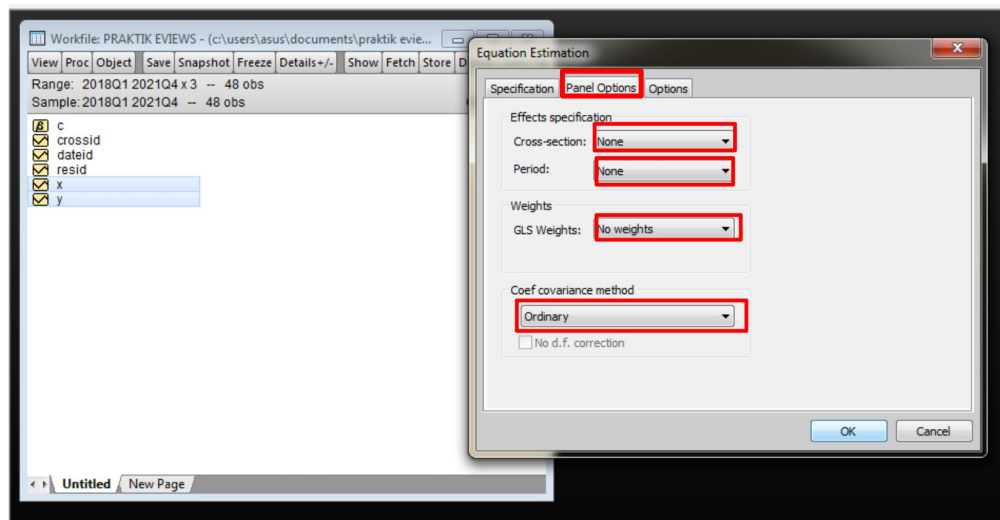 Workfile: PRAKTIK EVIEWS - (c:\users\asus\documents\praktik evie...
View Proc Object Save Snapshot Freeze Details+/- Show Fetch Store D
Range: 2018Q1 2021Q4 x 3 -- 48 obs
Sample: 2018Q1 2021Q4 -- 48 obs
β c
crossid
dateid
resid
x
y
Untitled New Page
Equation Estimation
Specification Panel Options Options
Effects specification
Cross-section: None
Period: None
Weights
GLS Weights: No weights
Coef covariance method
Ordinary
No d.f. correction
OK Cancel